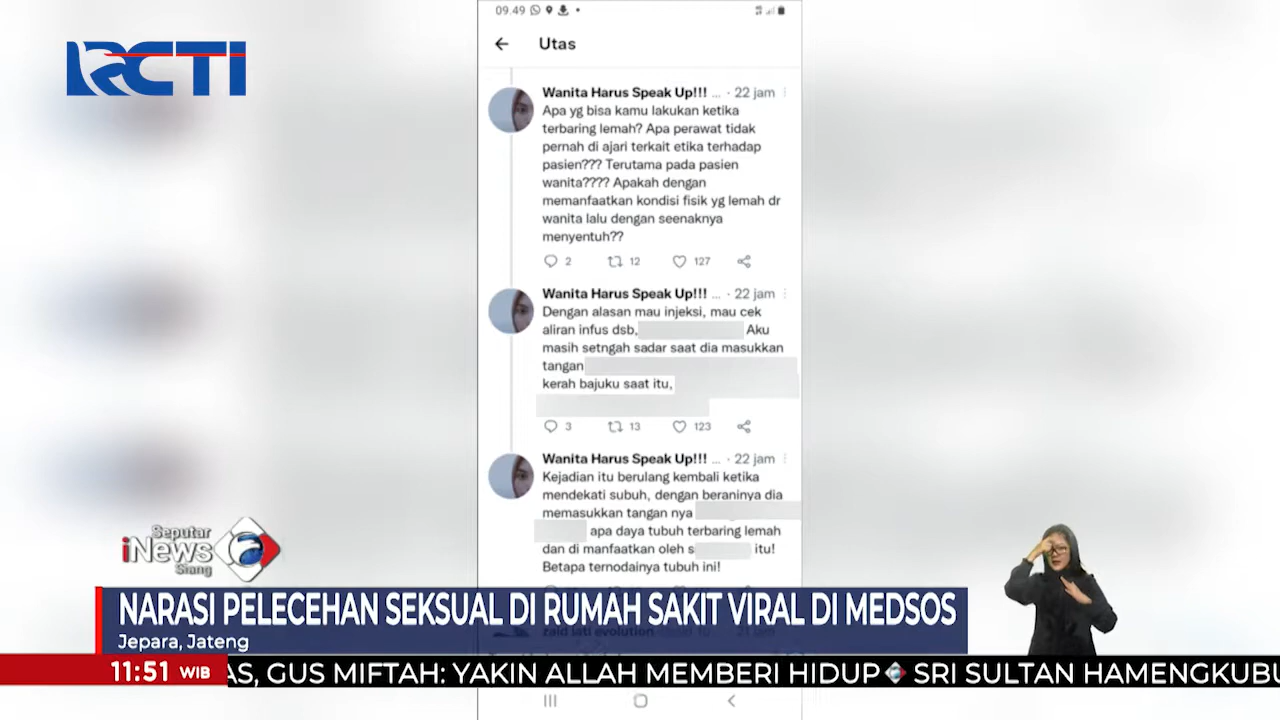 09.49
Utas
RCTI
Wanita Harus Speak Up!!! ... · 22 jam
Apa yg bisa kamu lakukan ketika
terbaring lemah? Apa perawat tidak
pernah di ajari terkait etika terhadap
pasien??? Terutama pada pasien
wanita???? Apakah dengan
memanfaatkan kondisi fisik yg lemah dr
wanita lalu dengan seenaknya
menyentuh??
2 12 127
Wanita Harus Speak Up!!! ... · 22 jam
Dengan alasan mau injeksi, mau cek
aliran infus dsb, Aku
masih setngah sadar saat dia masukkan
tangan
kerah bajuku saat itu,
3 13 123
Wanita Harus Speak Up!!! ... · 22 jam
Kejadian itu berulang kembali ketika
mendekati subuh, dengan beraninya dia
memasukkan tangan nya
apa daya tubuh terbaring lemah
dan di manfaatkan oleh s itu!
Betapa ternodainya tubuh ini!
Seputar
iNews
Siang
NARASI PELECEHAN SEKSUAL DI RUMAH SAKIT VIRAL DI MEDSOS
Jepara, Jateng
11:51 WIB
AS, GUS MIFTAH: YAKIN ALLAH MEMBERI HIDUP SRI SULTAN HAMENGKUBU